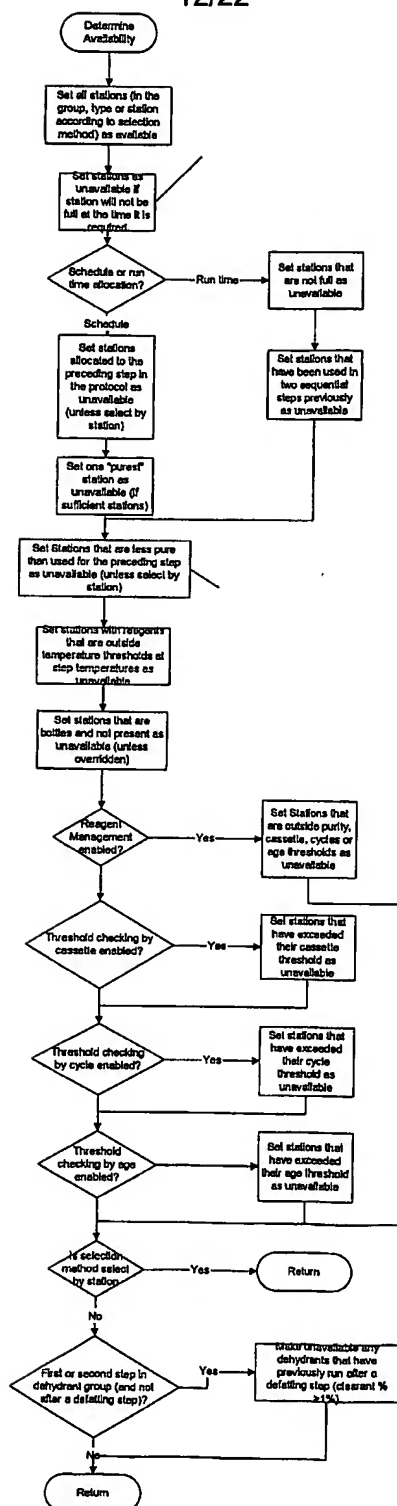 12/22
Determine
Availability
Set all stations (in the
group, type or station
according to selection
method) as available
Set stations as
unavailable if
station will not be
full at the time it is
required
Schedule or run
time allocation?
Run time
Set stations that
are not full as
unavailable
Schedule
Set stations
allocated to the
preceding step in
the protocol as
unavailable
(unless select by
station)
Set stations that
have been used in
two sequential
steps previously
as unavailable
Set one "purest"
station as
unavailable (if
sufficient stations)
Set Stations that are less pure
than used for the preceding step
as unavailable (unless select by
station)
Set stations with reagents
that are outside
temperature thresholds at
step temperatures as
unavailable
Set stations that are
bottles and not present as
unavailable (unless
overridden)
Reagent
Management
enabled?
Yes
Set Stations that
are outside purity,
cassette, cycles or
age thresholds as
unavailable
Threshold checking by
cassette enabled?
Yes
Set stations that
have exceeded
their cassette
threshold as
unavailable
Threshold checking
by cycle enabled?
Yes
Set stations that
have exceeded
their cycle
threshold as
unavailable
Threshold
checking by age
enabled?
Set stations that
have exceeded
their age threshold
as unavailable
Is selection
method select
by station
Yes
Return
No
First or second step in
dehydrant group (and not
after a defatting step)?
Yes
Make unavailable any
dehydrants that have
previously run after a
defatting step (clearant %
>1%)
No
Return